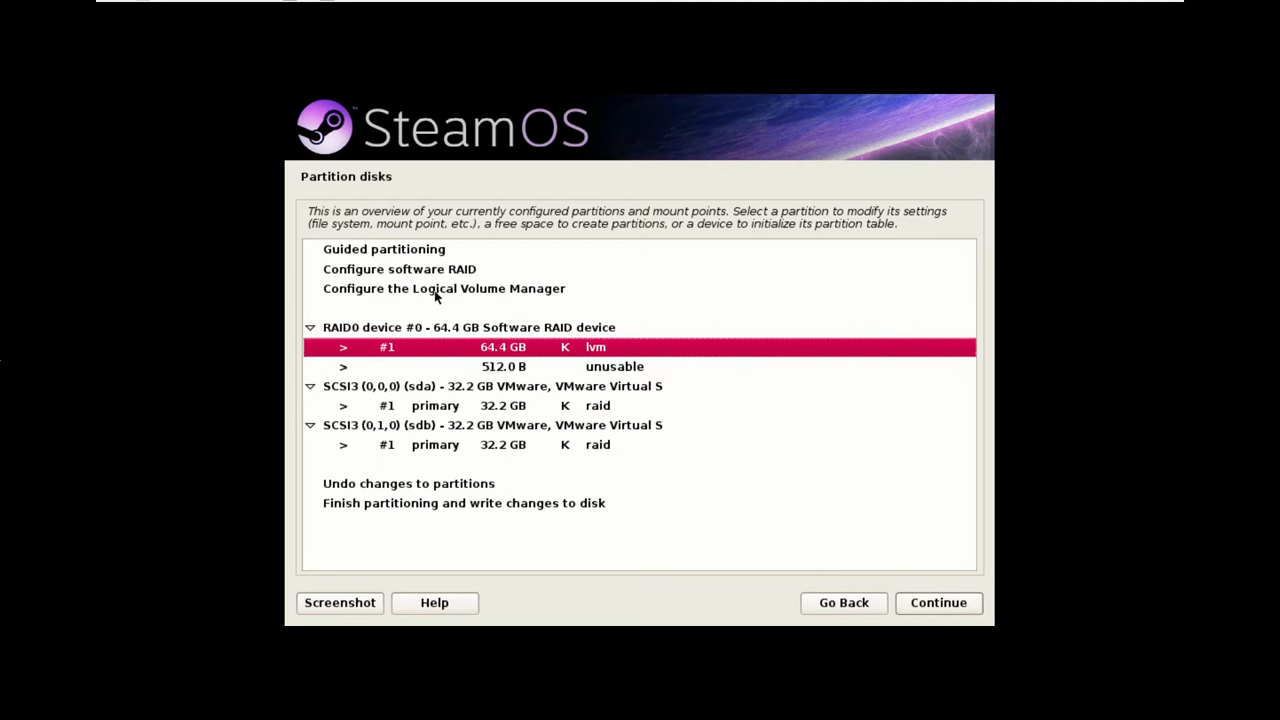 SteamOS
Partition disks
This is an overview of your currently configured partitions and mount points. Select a partition to modify its settings
(file system, mount point, etc.), a free space to create partitions, or a device to initialize its partition table.
Guided partitioning
Configure software RAID
Configure the Logical Volume Manager
RAID0 device #0 - 64.4 GB Software RAID device
> #1 64.4 GB K lvm
> 512.0 B unusable
SCSI3 (0,0,0) (sda) - 32.2 GB VMware, VMware Virtual S
> #1 primary 32.2 GB K raid
SCSI3 (0,1,0) (sdb) - 32.2 GB VMware, VMware Virtual S
> #1 primary 32.2 GB K raid
Undo changes to partitions
Finish partitioning and write changes to disk
Screenshot Help Go Back Continue